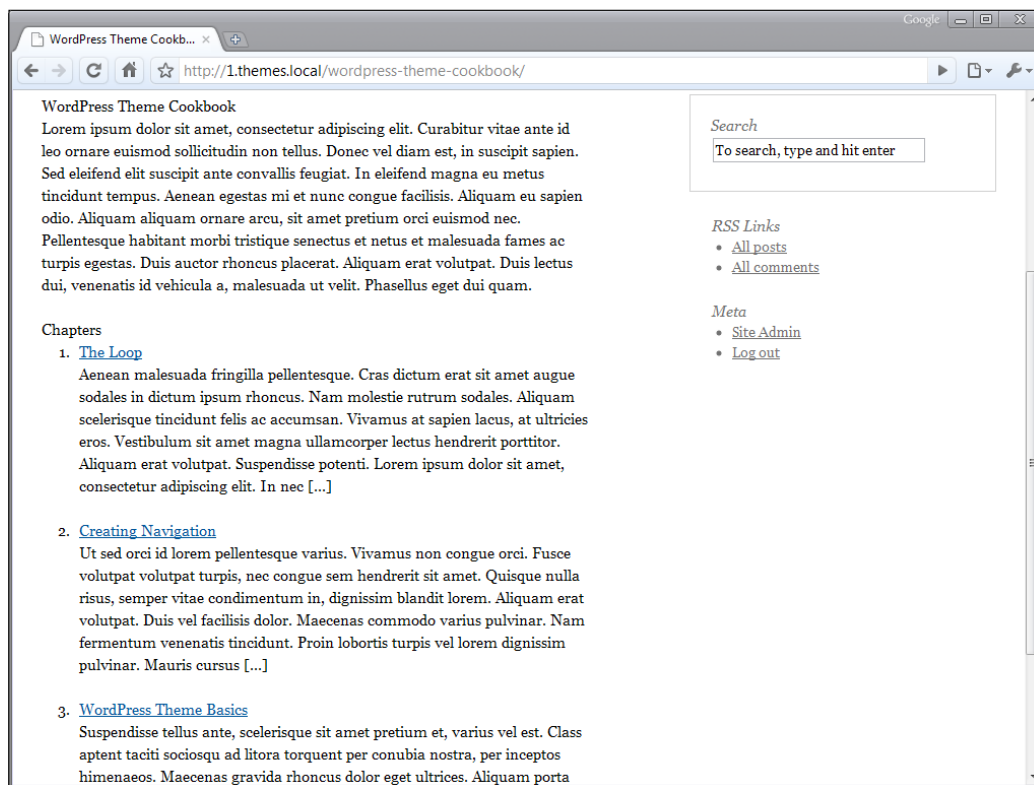 Google
WordPress Theme Cookb...
http://1.themes.local/wordpress-theme-cookbook/
WordPress Theme Cookbook
Lorem ipsum dolor sit amet, consectetur adipiscing elit. Curabitur vitae ante id
leo ornare euismod sollicitudin non tellus. Donec vel diam est, in suscipit sapien.
Sed eleifend elit suscipit ante convallis feugiat. In eleifend magna eu metus
tincidunt tempus. Aenean egestas mi et nunc congue facilisis. Aliquam eu sapien
odio. Aliquam aliquam ornare arcu, sit amet pretium orci euismod nec.
Pellentesque habitant morbi tristique senectus et netus et malesuada fames ac
turpis egestas. Duis auctor rhoncus placerat. Aliquam erat volutpat. Duis lectus
dui, venenatis id vehicula a, malesuada ut velit. Phasellus eget dui quam.
Chapters
1. The Loop
Aenean malesuada fringilla pellentesque. Cras dictum erat sit amet augue
sodales in dictum ipsum rhoncus. Nam molestie rutrum sodales. Aliquam
scelerisque tincidunt felis ac accumsan. Vivamus at sapien lacus, at ultricies
eros. Vestibulum sit amet magna ullamcorper lectus hendrerit porttitor.
Aliquam erat volutpat. Suspendisse potenti. Lorem ipsum dolor sit amet,
consectetur adipiscing elit. In nec [...]
2. Creating Navigation
Ut sed orci id lorem pellentesque varius. Vivamus non congue orci. Fusce
volutpat volutpat turpis, nec congue sem hendrerit sit amet. Quisque nulla
risus, semper vitae condimentum in, dignissim blandit lorem. Aliquam erat
volutpat. Duis vel facilisis dolor. Maecenas commodo varius pulvinar. Nam
fermentum venenatis tincidunt. Proin lobortis turpis vel lorem dignissim
pulvinar. Mauris cursus [...]
3. WordPress Theme Basics
Suspendisse tellus ante, scelerisque sit amet pretium et, varius vel est. Class
aptent taciti sociosqu ad litora torquent per conubia nostra, per inceptos
himenaeos. Maecenas gravida rhoncus dolor eget ultrices. Aliquam porta
Search
To search, type and hit enter
RSS Links
All posts
All comments
Meta
Site Admin
Log out